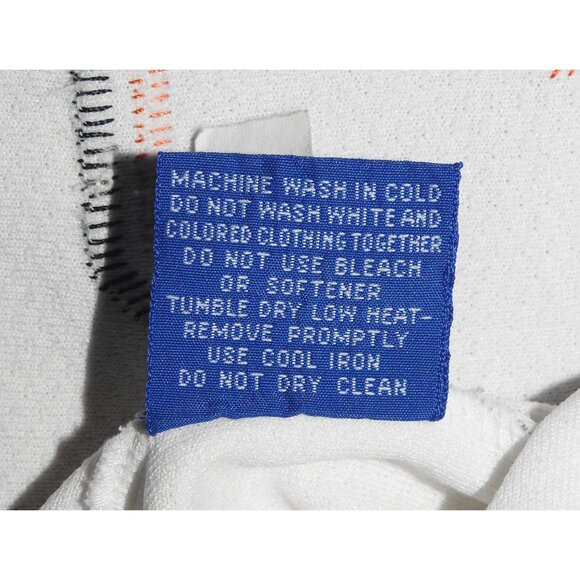 MACHINE WASH IN COLD
DO NOT WASH WHITE AND
COLORED CLOTHING TOGETHER
DO NOT USE BLEACH
OR SOFTENER
TUMBLE DRY LOW HEAT-
REMOVE PROMPTLY
USE COOL IRON
DO NOT DRY CLEAN